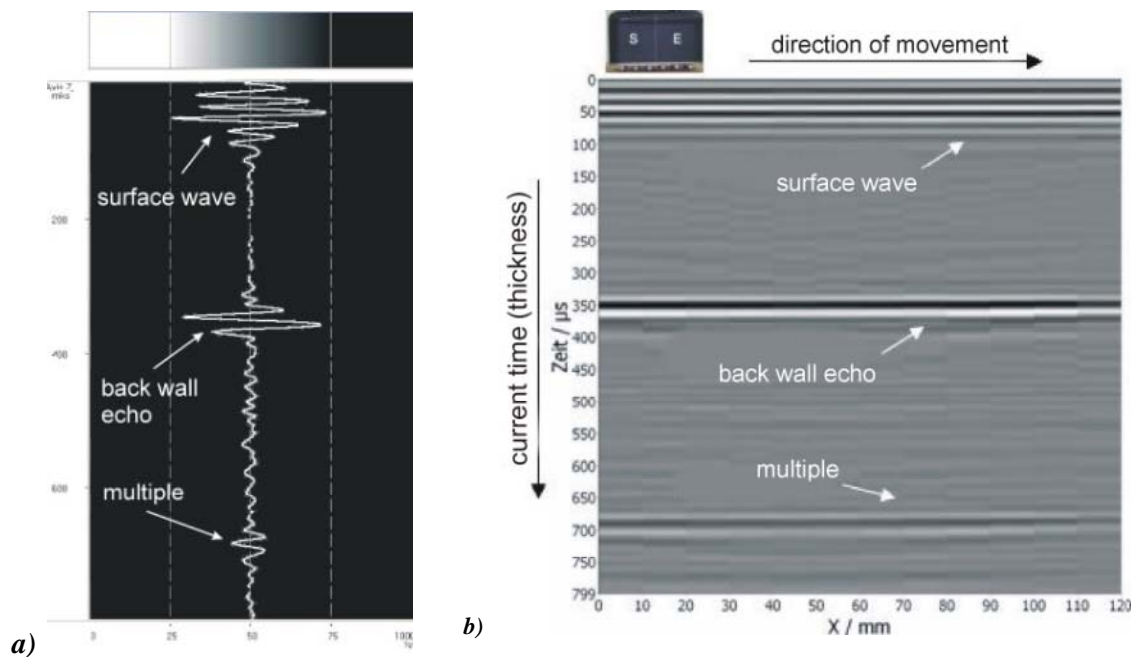 mks
surface wave
200
back wall
echo
400
multiple
600
0 25 50 75 100
a)
S E
direction of movement
current time (thickness)
Zeit / µs
0
50
100
150
200
250
300
350
400
450
500
550
600
650
700
750
799
surface wave
back wall echo
multiple
0 10 20 30 40 50 60 70 80 90 100 110 120
X / mm
b)